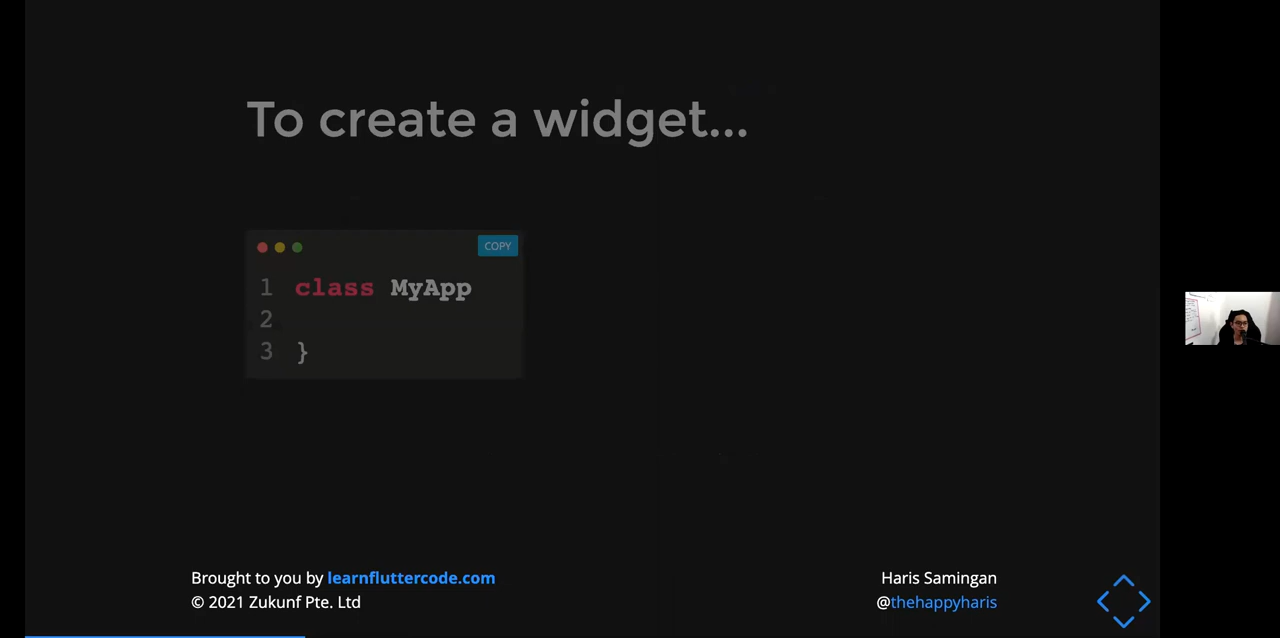 To create a widget...
COPY
1 class MyApp
2
3 }
Brought to you by learnfluttercode.com
© 2021 Zukunf Pte. Ltd
Haris Samingan
@thehappyharis